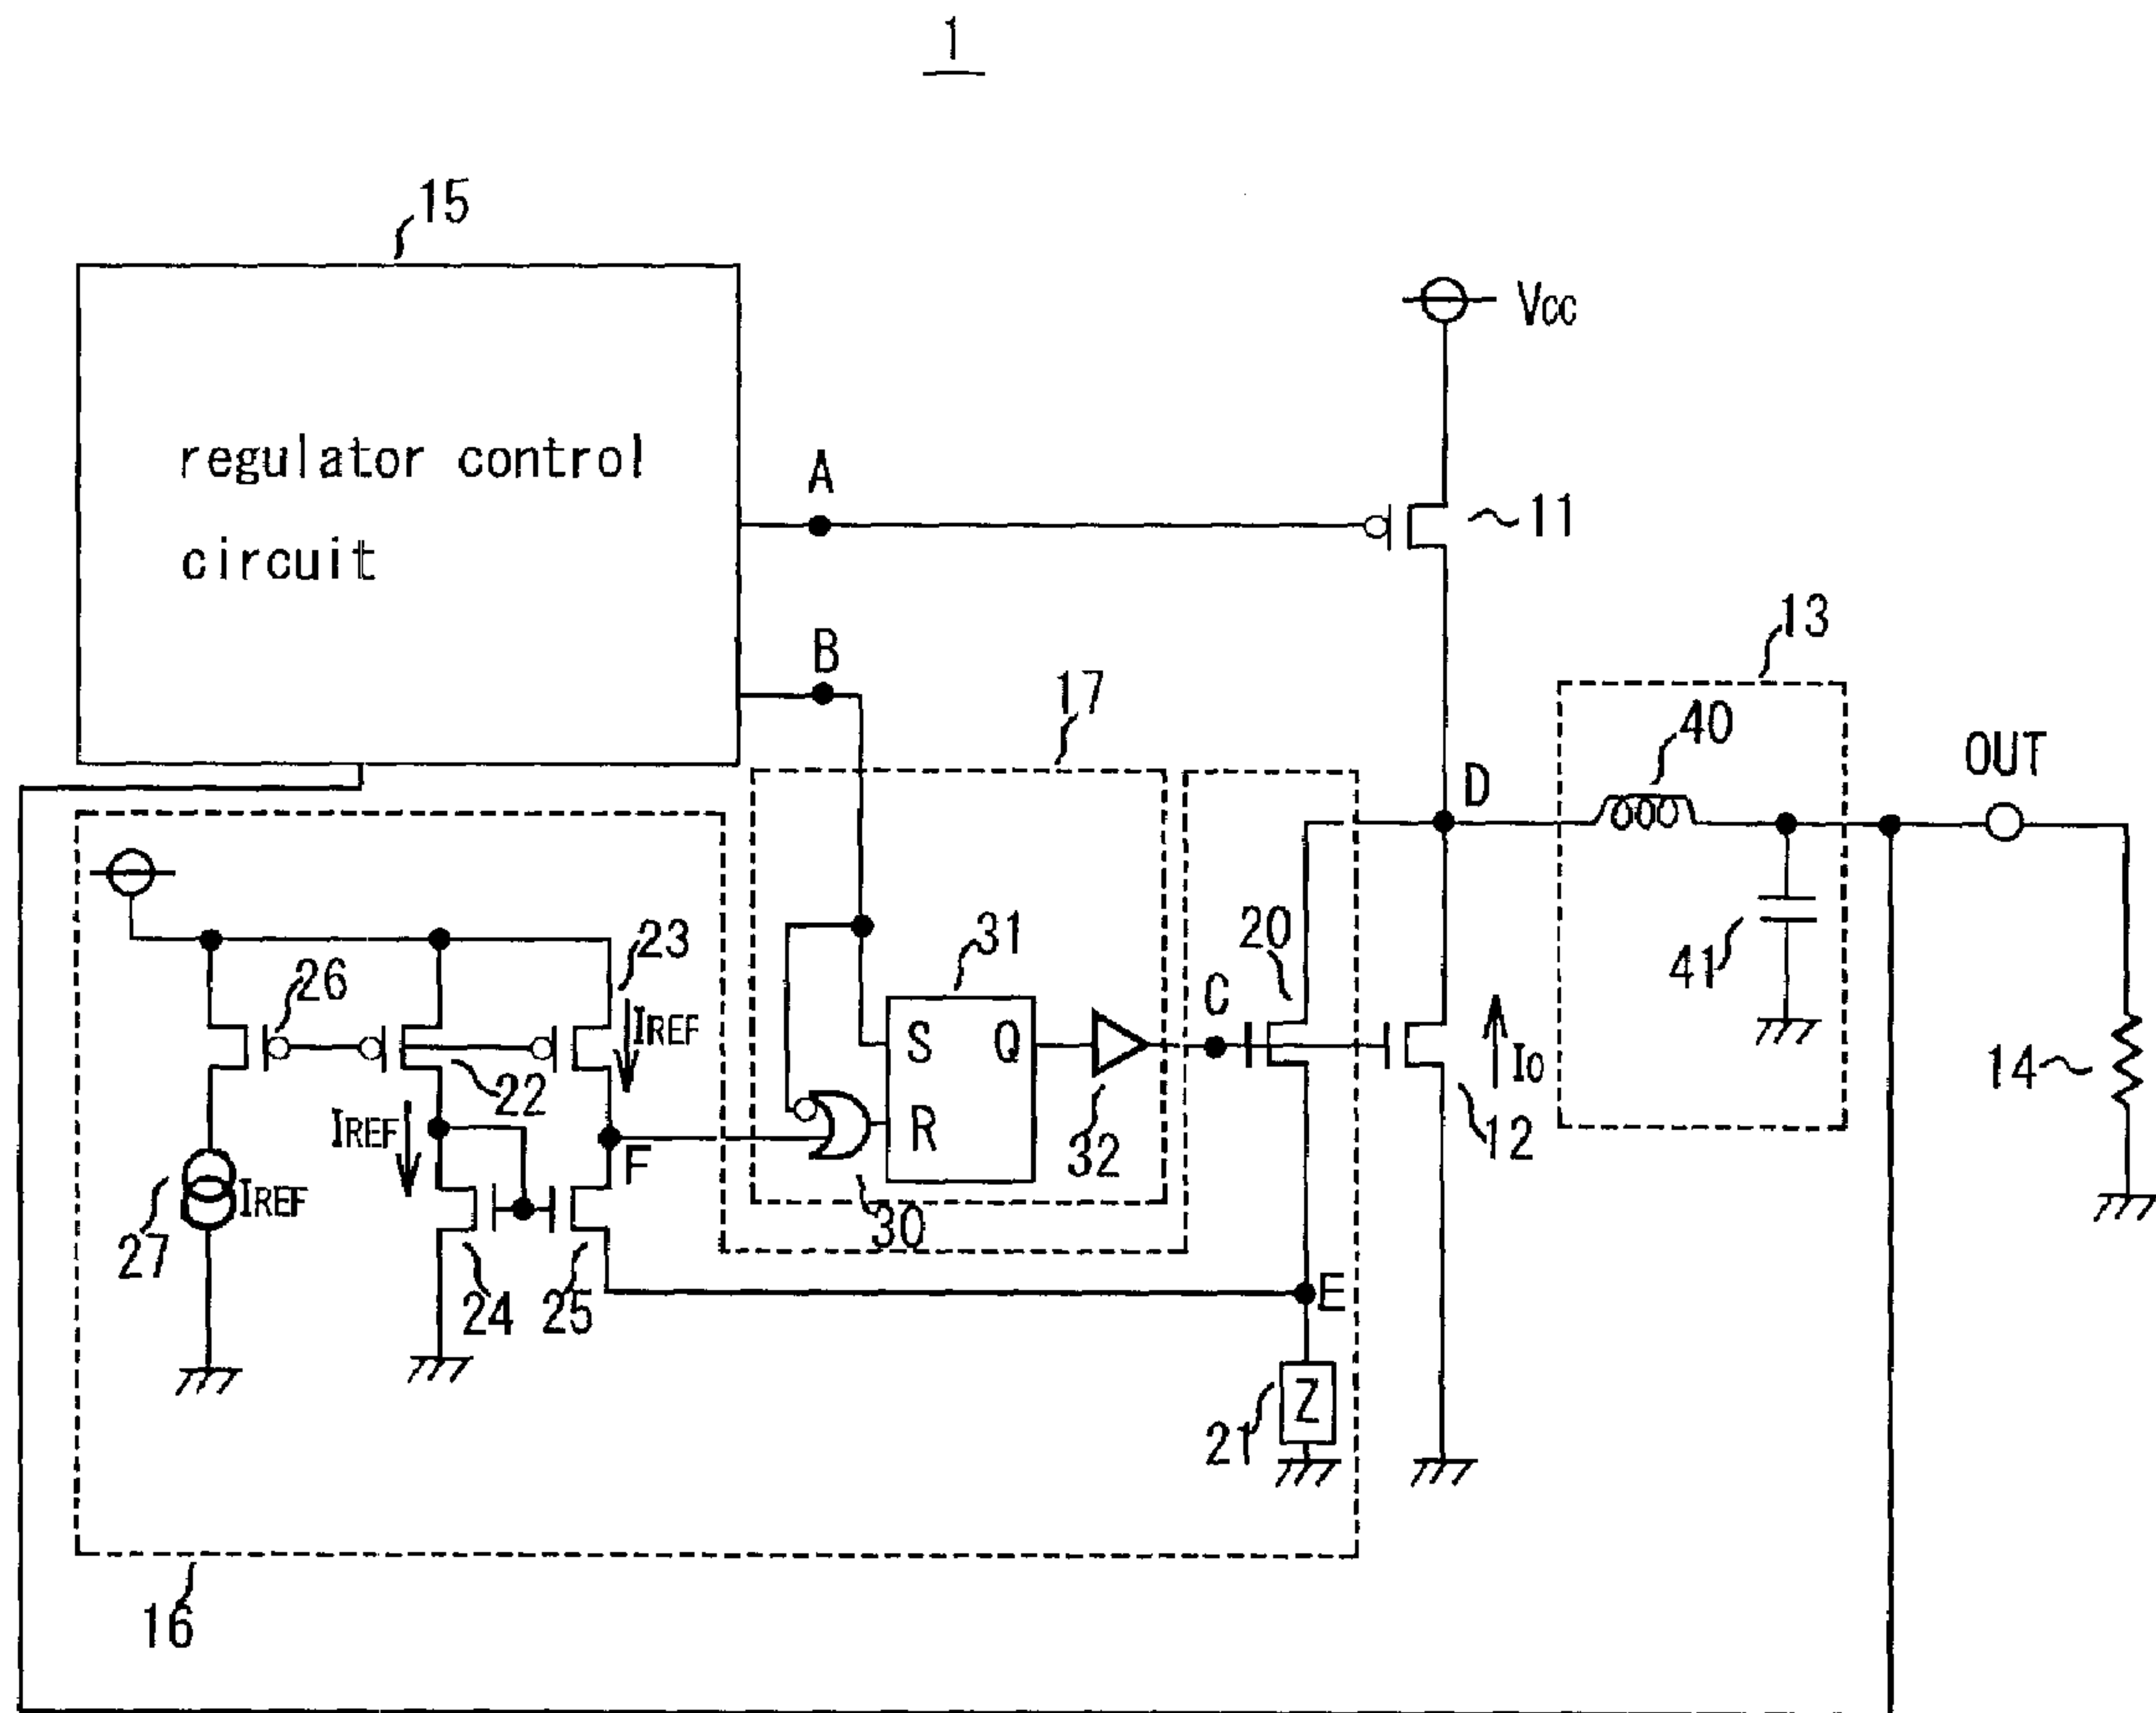 1
15
regulator control
circuit
A
B
Vcc
11
13
17
40
OUT
D
23
26
IREF
31
20
C
41
S
Q
22
IREF
R
32
Io
12
14
F
27
IREF
30
24
25
E
21
Z
16